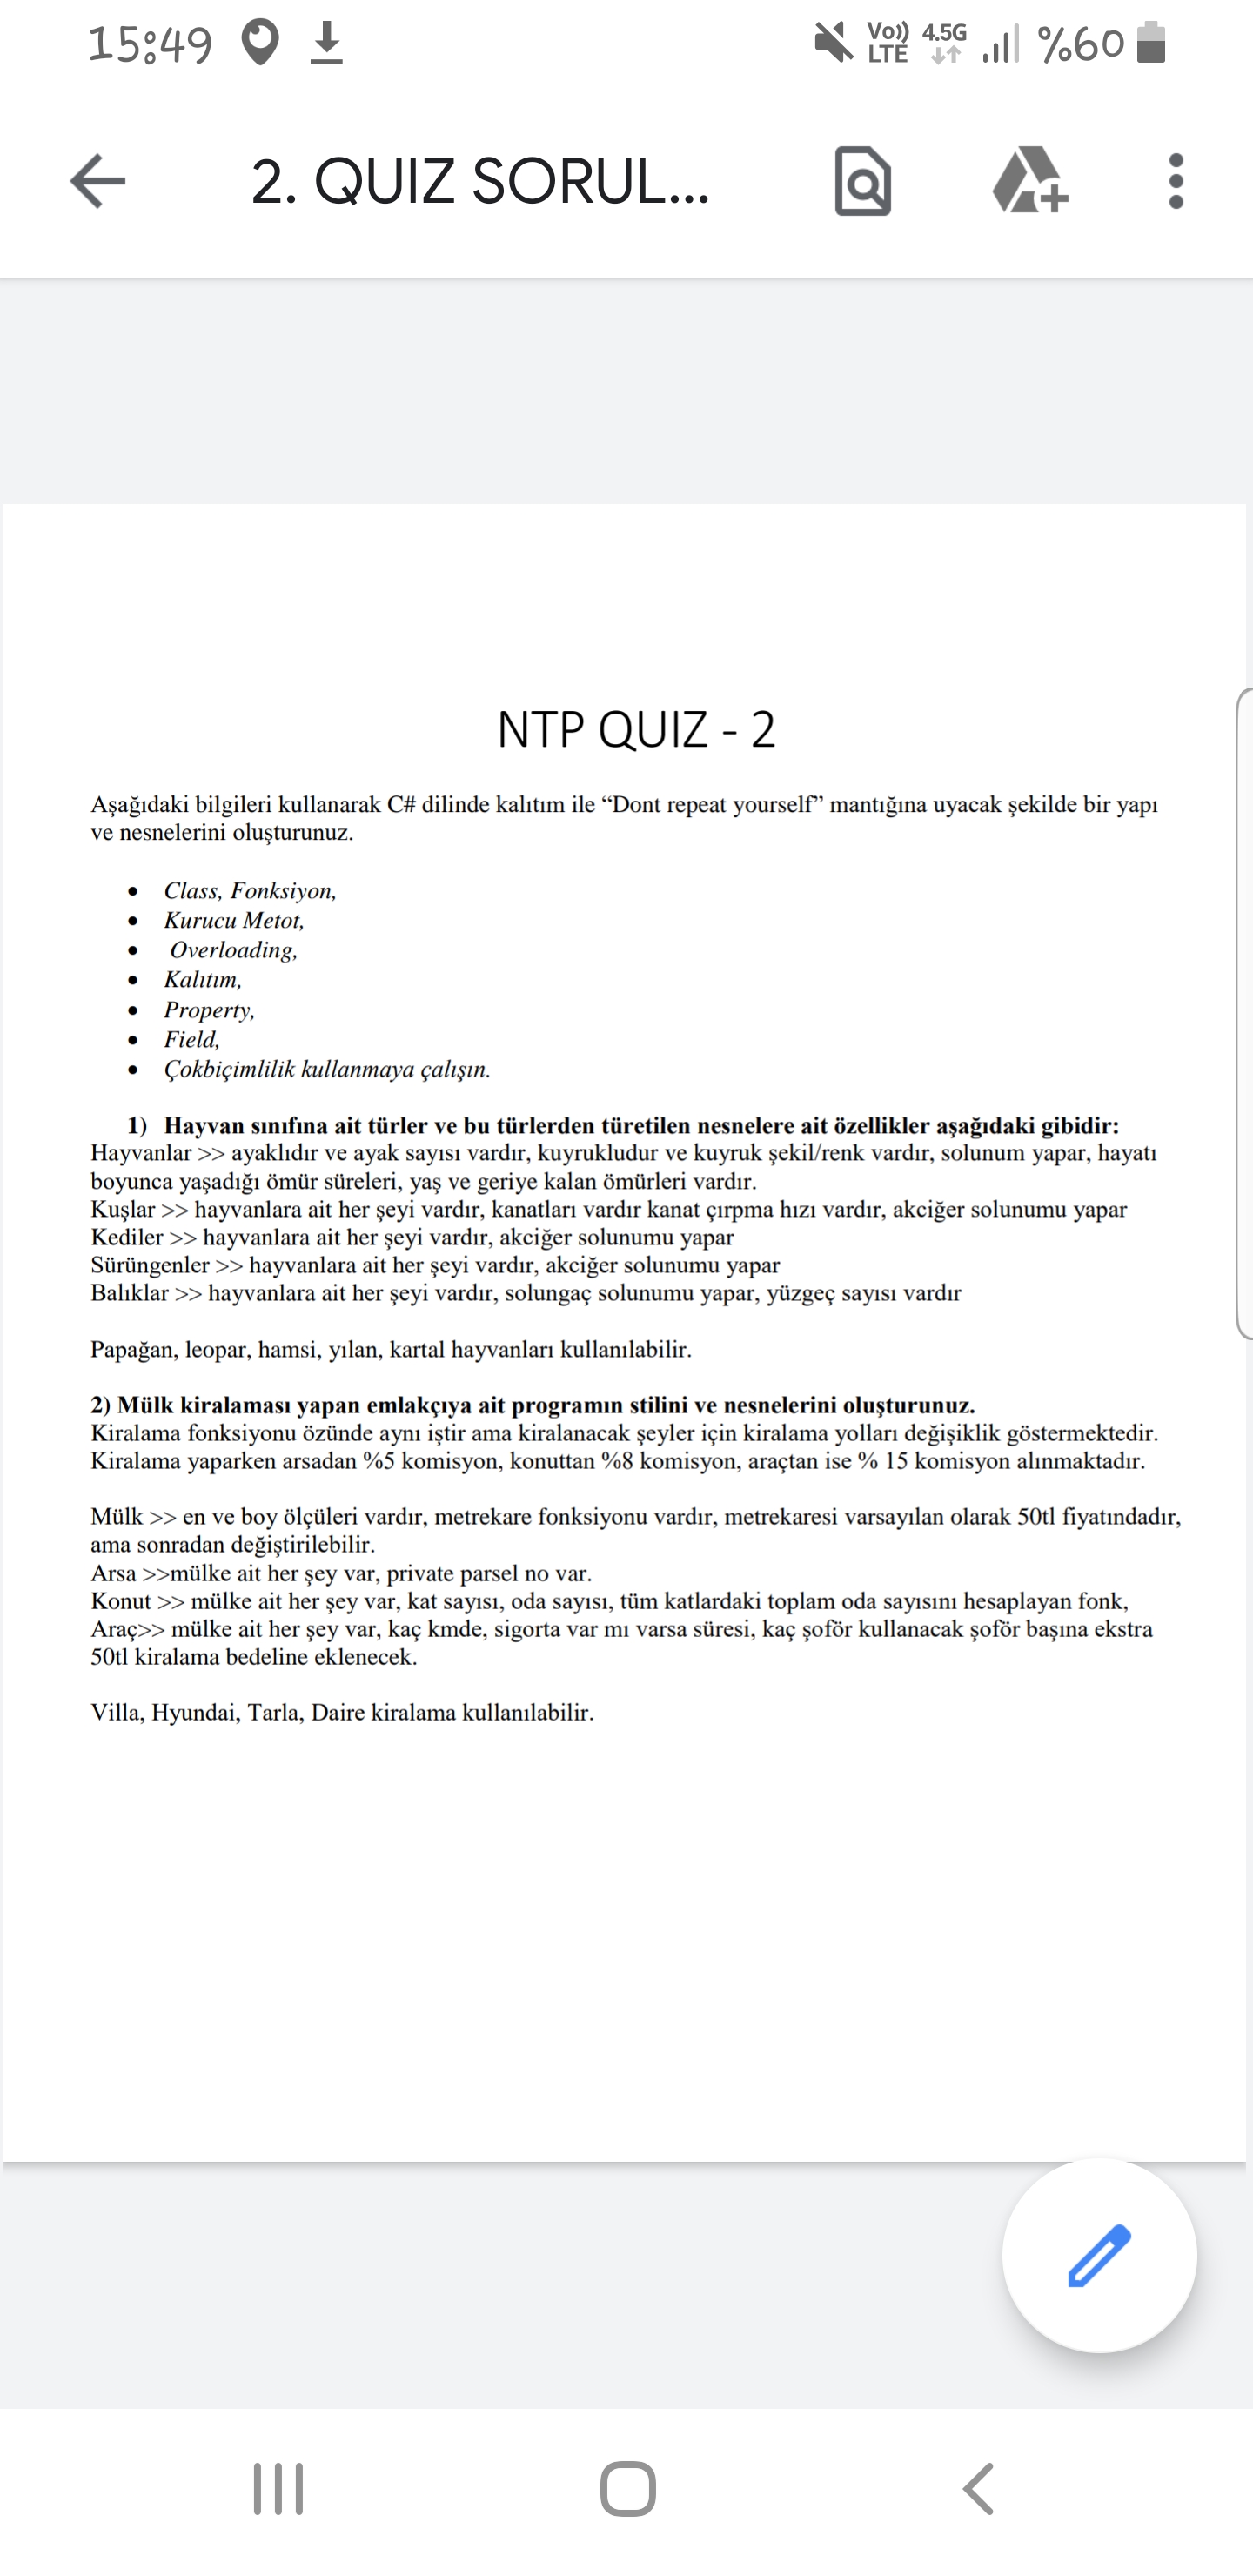 15:49
Vo)) LTE 4.5G %60
2. QUIZ SORUL...
NTP QUIZ - 2
Aşağıdaki bilgileri kullanarak C# dilinde kalıtım ile “Dont repeat yourself” mantığına uyacak şekilde bir yapı
ve nesnelerini oluşturunuz.
• Class, Fonksiyon,
• Kurucu Metot,
• Overloading,
• Kalıtım,
• Property,
• Field,
• Çokbiçimlilik kullanmaya çalışın.
1) Hayvan sınıfına ait türler ve bu türlerden türetilen nesnelere ait özellikler aşağıdaki gibidir:
Hayvanlar >> ayaklıdır ve ayak sayısı vardır, kuyrukludur ve kuyruk şekil/renk vardır, solunum yapar, hayatı
boyunca yaşadığı ömür süreleri, yaş ve geriye kalan ömürleri vardır.
Kuşlar >> hayvanlara ait her şeyi vardır, kanatları vardır kanat çırpma hızı vardır, akciğer solunumu yapar
Kediler >> hayvanlara ait her şeyi vardır, akciğer solunumu yapar
Sürüngenler >> hayvanlara ait her şeyi vardır, akciğer solunumu yapar
Balıklar >> hayvanlara ait her şeyi vardır, solungaç solunumu yapar, yüzgeç sayısı vardır
Papağan, leopar, hamsi, yılan, kartal hayvanları kullanılabilir.
2) Mülk kiralaması yapan emlakçıya ait programın stilini ve nesnelerini oluşturunuz.
Kiralama fonksiyonu özünde aynı iştir ama kiralanacak şeyler için kiralama yolları değişiklik göstermektedir.
Kiralama yaparken arsadan %5 komisyon, konuttan %8 komisyon, araçtan ise % 15 komisyon alınmaktadır.
Mülk >> en ve boy ölçüleri vardır, metrekare fonksiyonu vardır, metrekaresi varsayılan olarak 50tl fiyatındadır,
ama sonradan değiştirilebilir.
Arsa >>mülke ait her şey var, private parsel no var.
Konut >> mülke ait her şey var, kat sayısı, oda sayısı, tüm katlardaki toplam oda sayısını hesaplayan fonk,
Araç>> mülke ait her şey var, kaç kmde, sigorta var mı varsa süresi, kaç şoför kullanacak şoför başına ekstra
50tl kiralama bedeline eklenecek.
Villa, Hyundai, Tarla, Daire kiralama kullanılabilir.